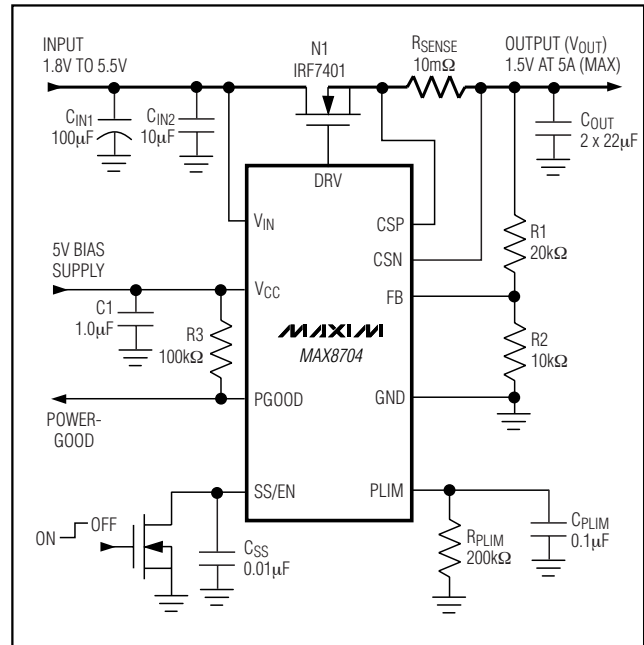 INPUT
1.8V TO 5.5V
N1
IRF7401
RSENSE
10mΩ
OUTPUT (VOUT)
1.5V AT 5A (MAX)
CIN1
100µF
CIN2
10µF
COUT
2 x 22µF
DRV
VIN
CSP
CSN
R1
20kΩ
5V BIAS
SUPPLY
VCC
FB
C1
1.0µF
R3
100kΩ
MAXIM
MAX8704
R2
10kΩ
PGOOD
GND
POWER-
GOOD
SS/EN
PLIM
ON OFF
CSS
0.01µF
RPLIM
200kΩ
CPLIM
0.1µF